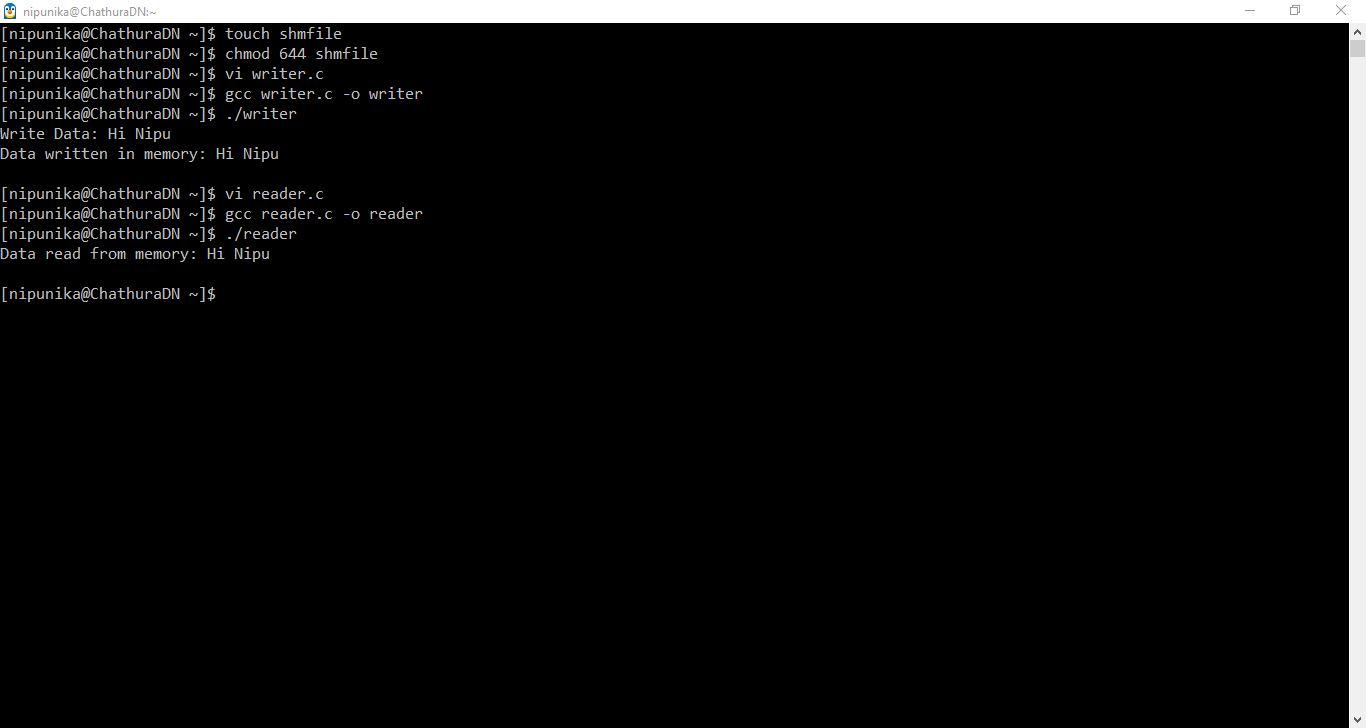 nipunika@ChathuraDN:~
[nipunika@ChathuraDN ~]$ touch shmfile
[nipunika@ChathuraDN ~]$ chmod 644 shmfile
[nipunika@ChathuraDN ~]$ vi writer.c
[nipunika@ChathuraDN ~]$ gcc writer.c -o writer
[nipunika@ChathuraDN ~]$ ./writer
Write Data: Hi Nipu
Data written in memory: Hi Nipu
[nipunika@ChathuraDN ~]$ vi reader.c
[nipunika@ChathuraDN ~]$ gcc reader.c -o reader
[nipunika@ChathuraDN ~]$ ./reader
Data read from memory: Hi Nipu
[nipunika@ChathuraDN ~]$